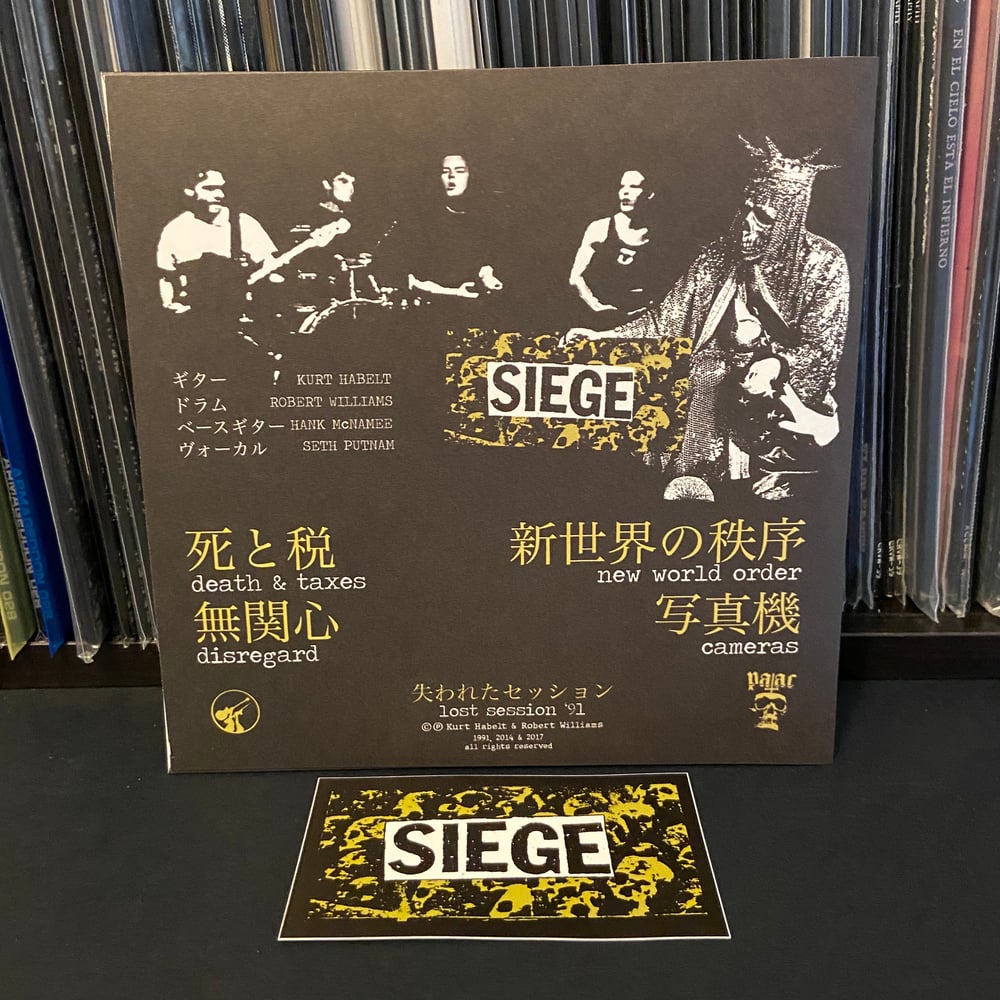 EN EL CIELO ESTA EL INFIERNO
ギター KURT HABELT
ドラム ROBERT WILLIAMS
ベースギター HANK McNAMEE
ヴォーカル SETH PUTNAM
SIEGE
死と税
death & taxes
無関心
disregard
新世界の秩序
new world order
写真機
cameras
失われたセッション
lost session '91
©℗ Kurt Habelt & Robert Williams
1991, 2014 & 2017
all rights reserved
patac
SIEGE